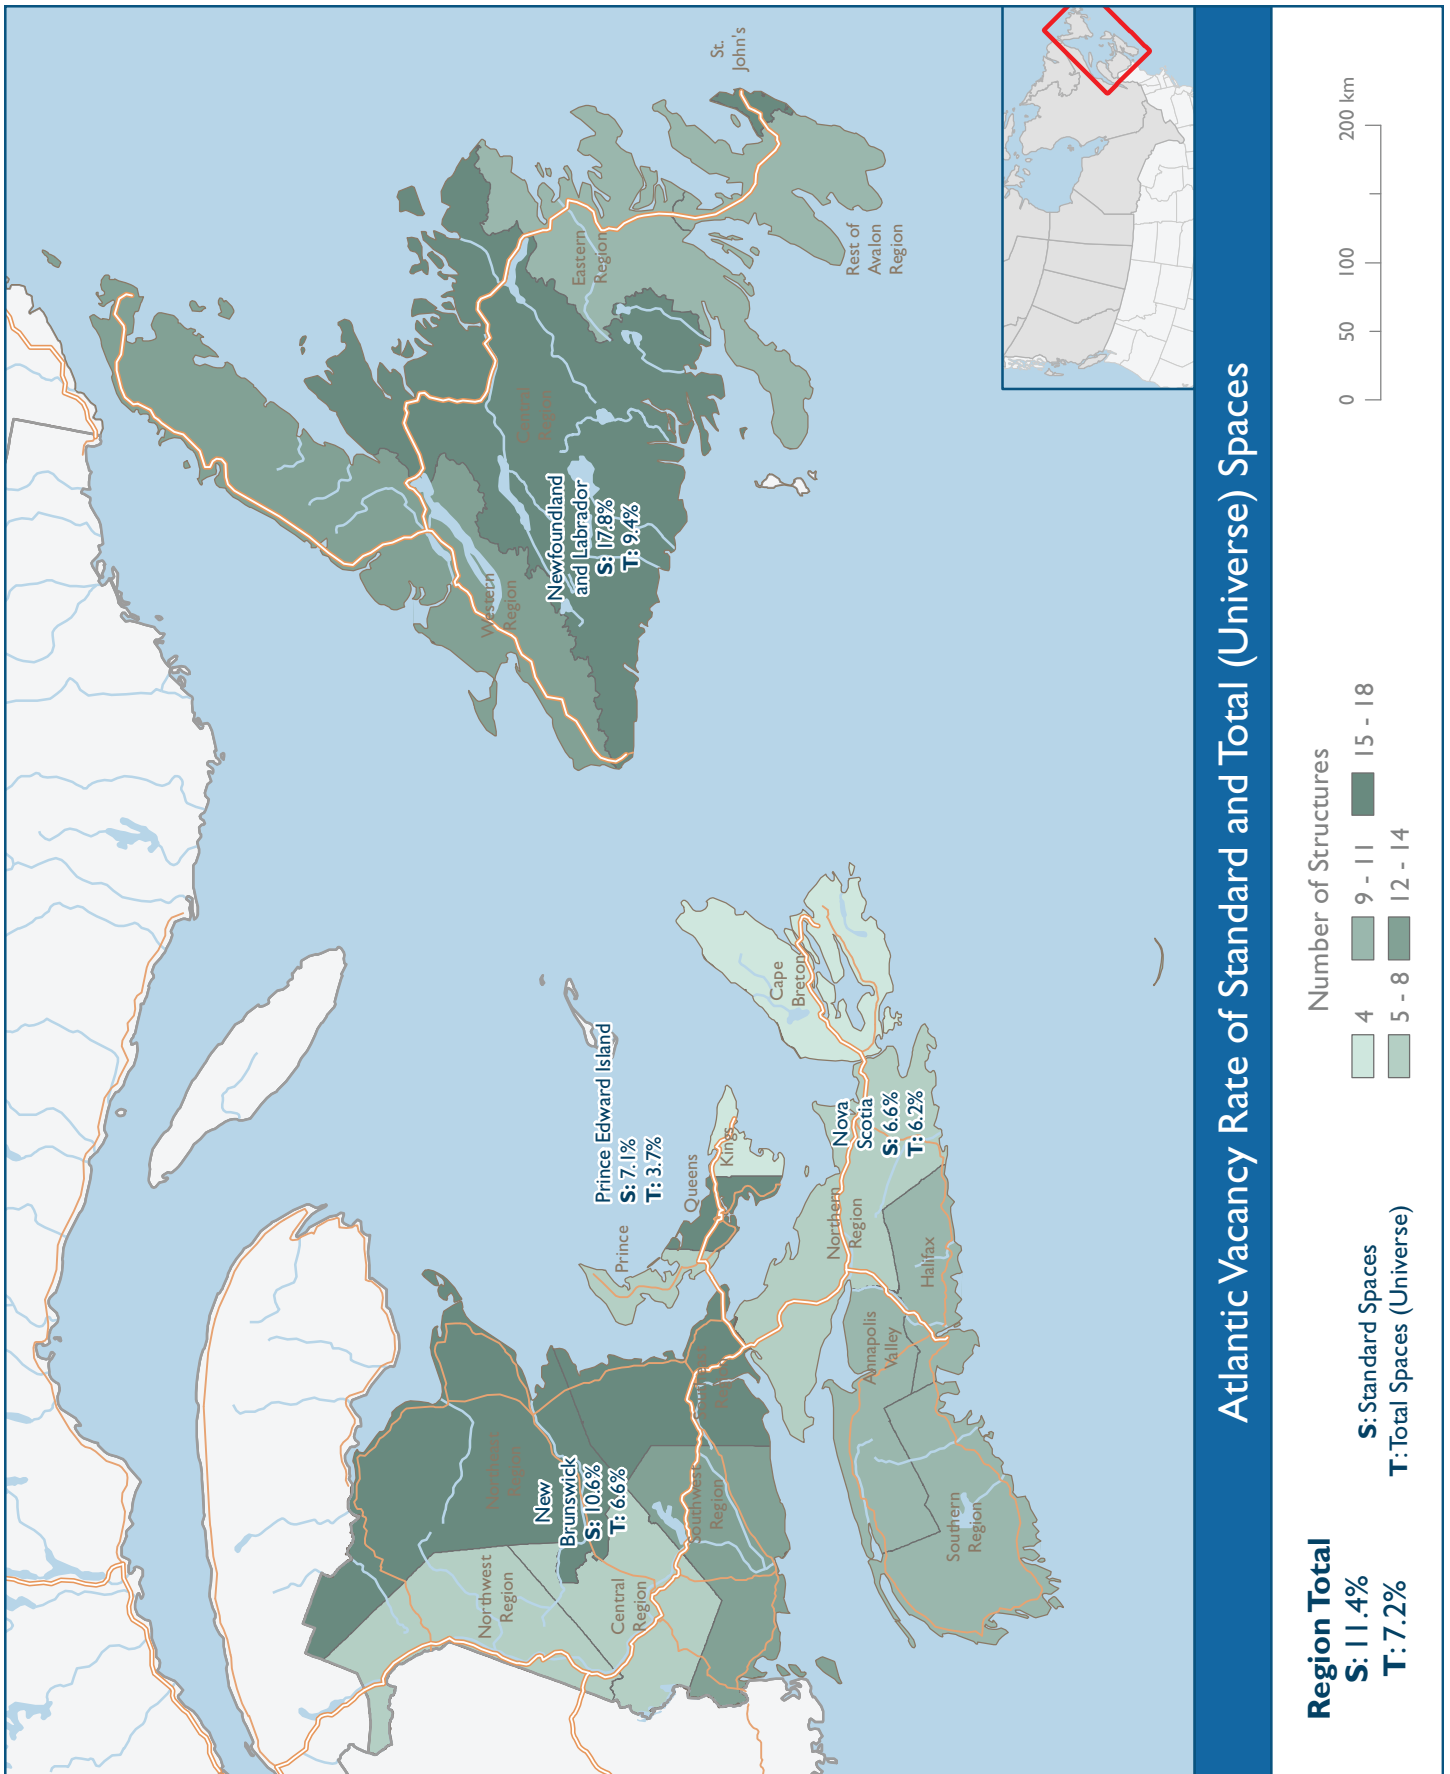 St.
John's
Eastern
Region
Rest of
Avalon
Region
Central
Region
Western
Region
Newfoundland
and Labrador
S: 17.8%
T: 9.4%
Prince Edward Island
S: 7.1%
T: 3.7%
Prince
Queens
Kings
Cape
Breton
Nova
Scotia
S: 6.6%
T: 6.2%
Northern
Region
Halifax
Annapolis
Valley
Southern
Region
Northeast
Region
New
Brunswick
S: 10.6%
T: 6.6%
Northwest
Region
Central
Region
Southwest
Region
Atlantic Vacancy Rate of Standard and Total (Universe) Spaces
Region Total
S: 11.4%
T: 7.2%
S: Standard Spaces
T: Total Spaces (Universe)
Number of Structures
4
5 - 8
9 - 11
12 - 14
15 - 18
0 50 100 200 km